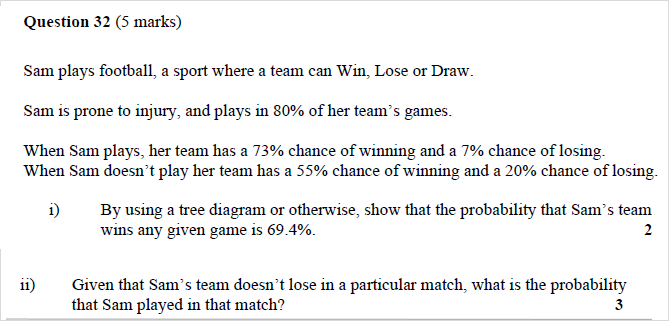 Question 32 (5 marks)
Sam plays football, a sport where a team can Win, Lose or Draw.
Sam is prone to injury, and plays in 80% of her team's games.
When Sam plays, her team has a 73% chance of winning and a 7% chance of losing.
When Sam doesn't play her team has a 55% chance of winning and a 20% chance of losing.
i) By using a tree diagram or otherwise, show that the probability that Sam's team
wins any given game is 69.4%. 2
ii) Given that Sam's team doesn't lose in a particular match, what is the probability
that Sam played in that match? 3